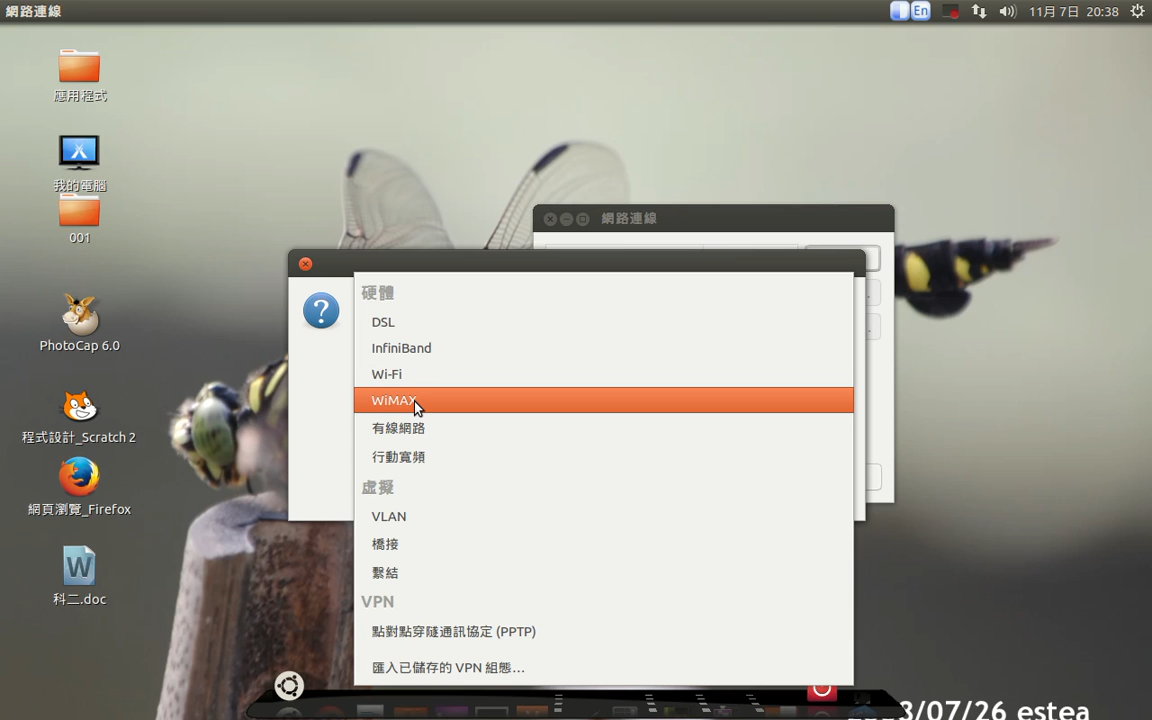 網路連線
En
11月 7日 20:38
應用程式
我的電腦
001
PhotoCap 6.0
程式設計_Scratch 2
網頁瀏覽_Firefox
W
科二.doc
網路連線
硬體
DSL
InfiniBand
Wi-Fi
WiMAX
有線網路
行動寬頻
虛擬
VLAN
橋接
繫結
VPN
點對點穿隧通訊協定 (PPTP)
匯入已儲存的 VPN 組態…
3/07/26 estea